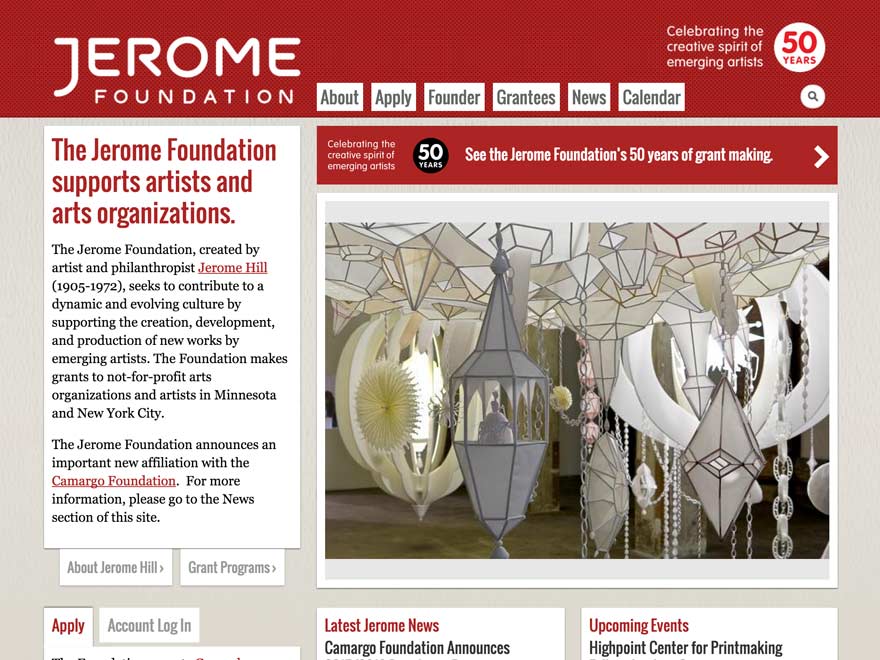 JEROME
FOUNDATION
Celebrating the
creative spirit of
emerging artists
50
YEARS
About Apply Founder Grantees News Calendar
The Jerome Foundation
supports artists and
arts organizations.
The Jerome Foundation, created by
artist and philanthropist Jerome Hill
(1905-1972), seeks to contribute to a
dynamic and evolving culture by
supporting the creation, development,
and production of new works by
emerging artists. The Foundation makes
grants to not-for-profit arts
organizations and artists in Minnesota
and New York City.
The Jerome Foundation announces an
important new affiliation with the
Camargo Foundation.  For more
information, please go to the News
section of this site.
About Jerome Hill ›
Grant Programs ›
Celebrating the
creative spirit of
emerging artists
50
YEARS
See the Jerome Foundation's 50 years of grant making.
Apply
Account Log In
Latest Jerome News
Camargo Foundation Announces
Upcoming Events
Highpoint Center for Printmaking